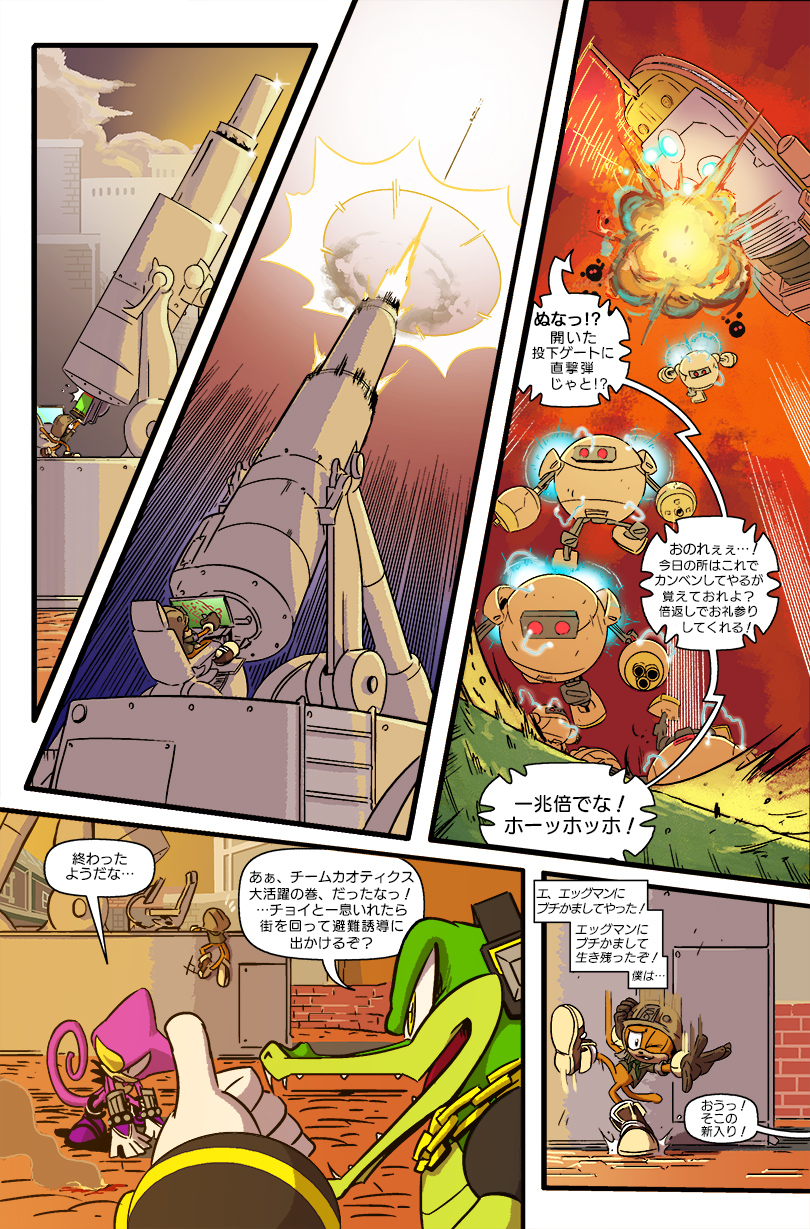 ぬなっ!?
開いた
投下ゲートに
直撃弾
じゃと!?
おのれぇぇ…!
今日の所はこれで
カンベンしてやるが
覚えておれよ?
倍返しでお礼参り
してくれる!
一兆倍でな!
ホーッホッホ!
終わった
ようだな…
あぁ、チームカオティクス
大活躍の巻、だったなっ!
…チョイと一息いれたら
街を回って避難誘導に
出かけるぞ?
エ、エッグマンに
ブチかましてやった!
エッグマンに
ブチかまして
生き残ったぞ!
僕は…
おうっ!
そこの
新入り!